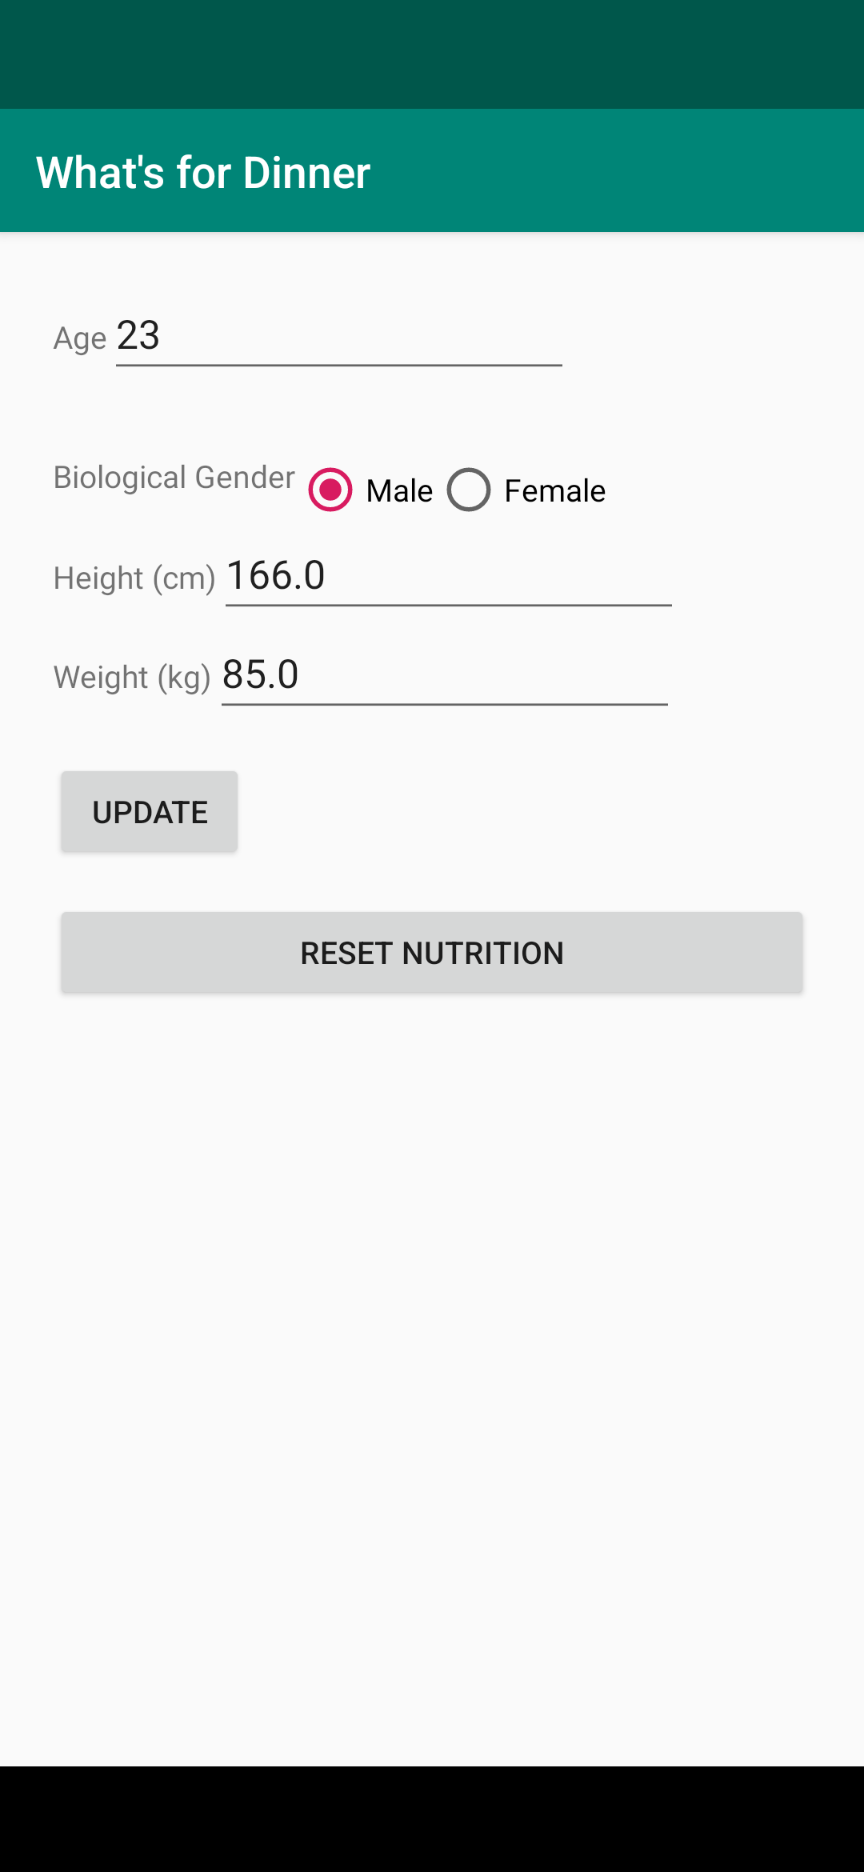 What's for Dinner
Age 23
Biological Gender Male Female
Height (cm) 166.0
Weight (kg) 85.0
UPDATE
RESET NUTRITION